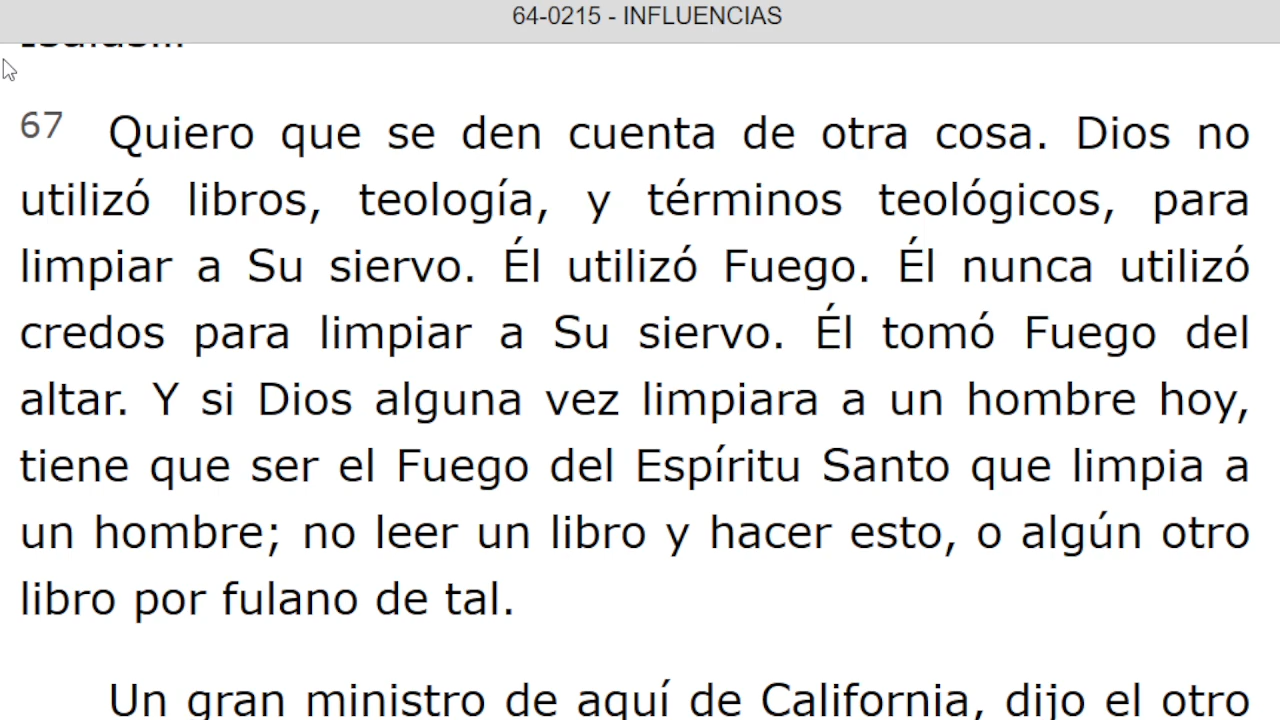 64-0215 - INFLUENCIAS
67 Quiero que se den cuenta de otra cosa. Dios no
utilizó libros, teología, y términos teológicos, para
limpiar a Su siervo. Él utilizó Fuego. Él nunca utilizó
credos para limpiar a Su siervo. Él tomó Fuego del
altar. Y si Dios alguna vez limpiara a un hombre hoy,
tiene que ser el Fuego del Espíritu Santo que limpia a
un hombre; no leer un libro y hacer esto, o algún otro
libro por fulano de tal.
Un gran ministro de aquí de California, dijo el otro